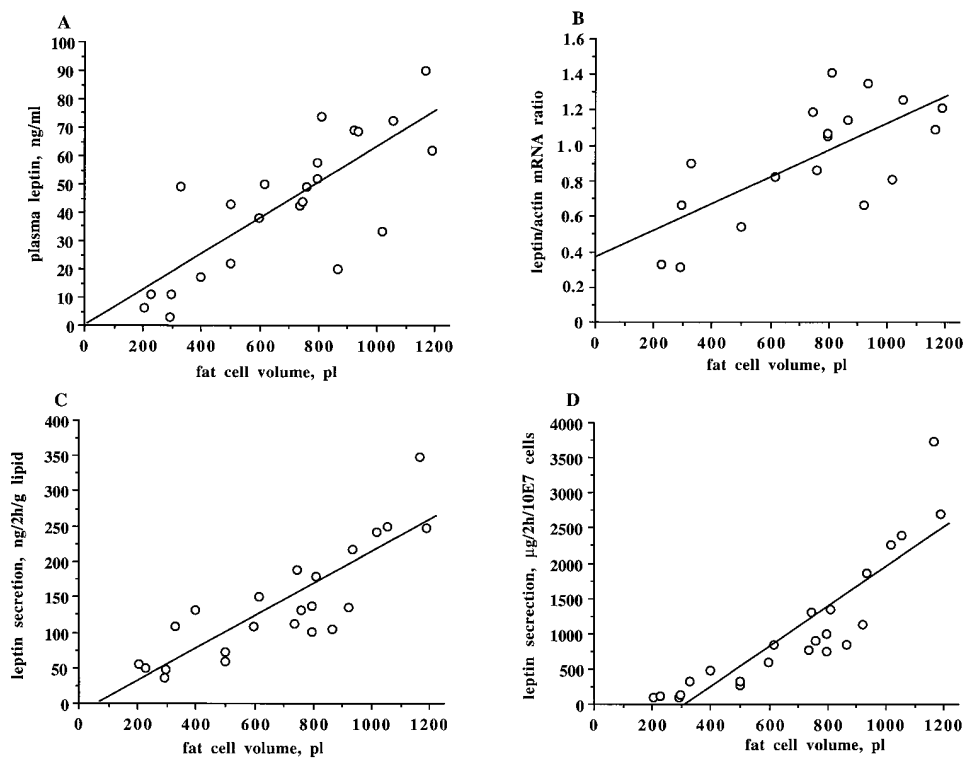 A
plasma leptin, ng/ml
100
90
80
70
60
50
40
30
20
10
0
0 200 400 600 800 1000 1200
fat cell volume, pl
B
leptin/actin mRNA ratio
1.6
1.4
1.2
1.0
0.8
0.6
0.4
0.2
0
0 200 400 600 800 1000 1200
fat cell volume, pl
C
leptin secretion, ng/2h/g lipid
400
350
300
250
200
150
100
50
0
0 200 400 600 800 1000 1200
fat cell volume, pl
D
leptin secretion, μg/2h/10E7 cells
4000
3500
3000
2500
2000
1500
1000
500
0
0 200 400 600 800 1000 1200
fat cell volume, pl